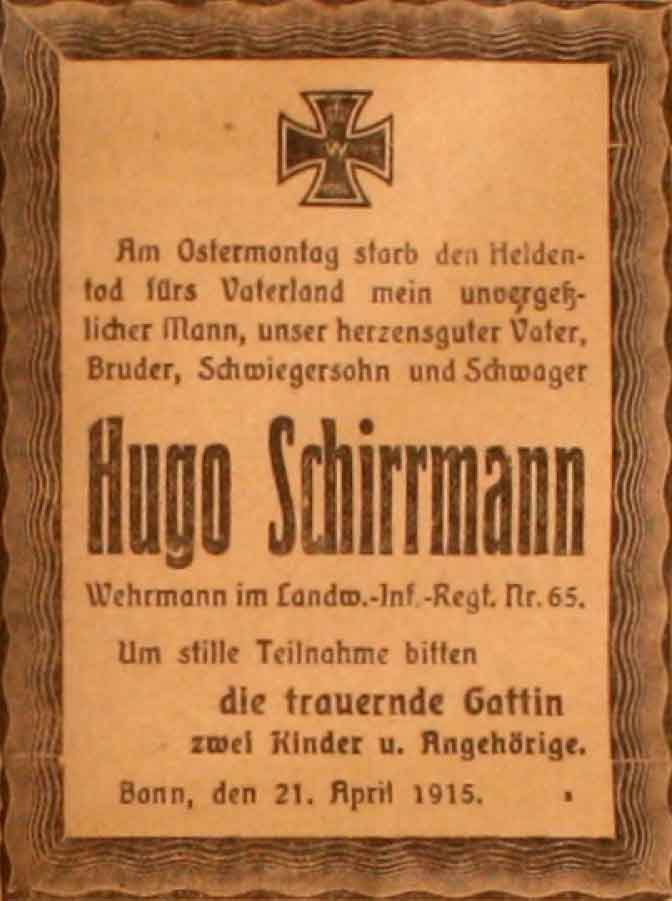 W
Am Ostermontag starb den Helden-
tod fürs Vaterland mein unvergeß-
licher Mann, unser herzensguter Vater,
Bruder, Schwiegersohn und Schwager
Hugo Schirrmann
Wehrmann im Landw.-Inf.-Regt. Nr. 65.
Um stille Teilnahme bitten
die trauernde Gattin
zwei Kinder u. Angehörige.
Bonn, den 21. April 1915.